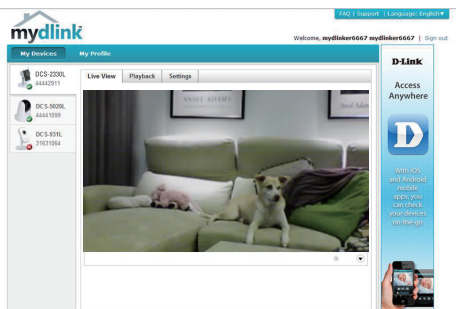 FAQ | Support | Language: English▼
mydlink
Welcome, mydlinker6667 mydlinker6667 | Sign out
My Devices
My Profile
DCS-2330L
44442911
DCS-5020L
44441099
DCS-931L
31631064
Live View
Playback
Settings
ANSEL ADAMS
D-Link
Access
Anywhere
D
With iOS
and Android
mobile
apps, you
can check
your devices
on-the-go